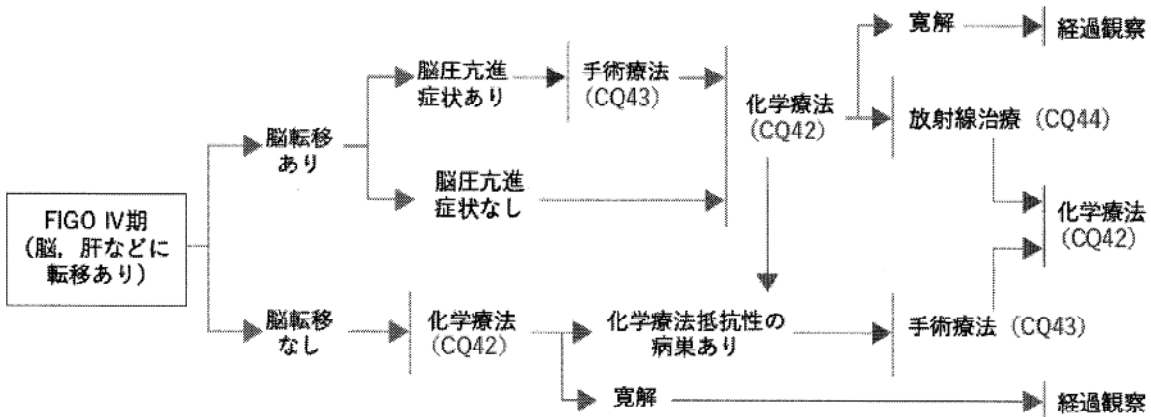 FIGO Ⅳ期
（脳，肝などに
転移あり）
脳転移
あり
脳圧亢進
症状あり
手術療法
（CQ43）
脳圧亢進
症状なし
化学療法
（CQ42）
寛解
経過観察
放射線治療（CQ44）
化学療法
（CQ42）
脳転移
なし
化学療法
（CQ42）
化学療法抵抗性の
病巣あり
手術療法（CQ43）
寛解
経過観察